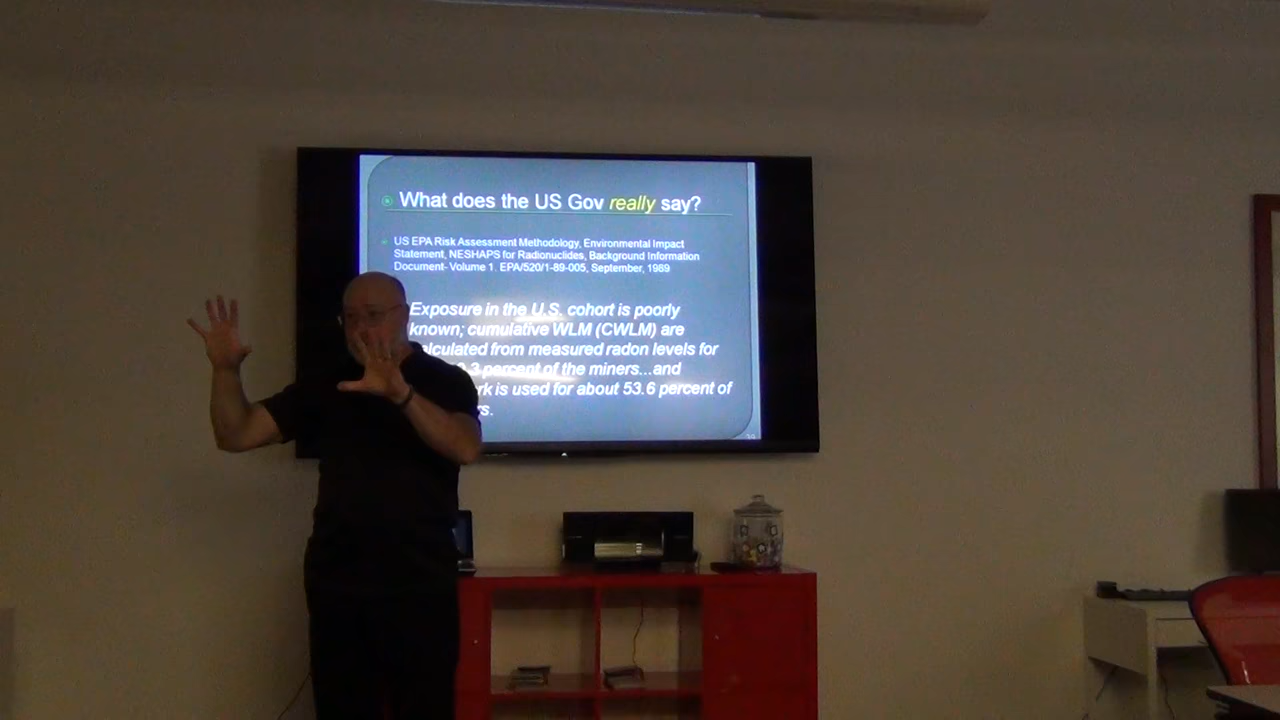 What does the US Gov really say?
US EPA Risk Assessment Methodology, Environmental Impact
Statement, NESHAPS for Radionuclides, Background Information
Document- Volume 1. EPA/520/1-89-005, September, 1989
Exposure in the U.S. cohort is poorly
known; cumulative WLM (CWLM) are
calculated from measured radon levels for
percent of the miners...and
is used for about 53.6 percent of